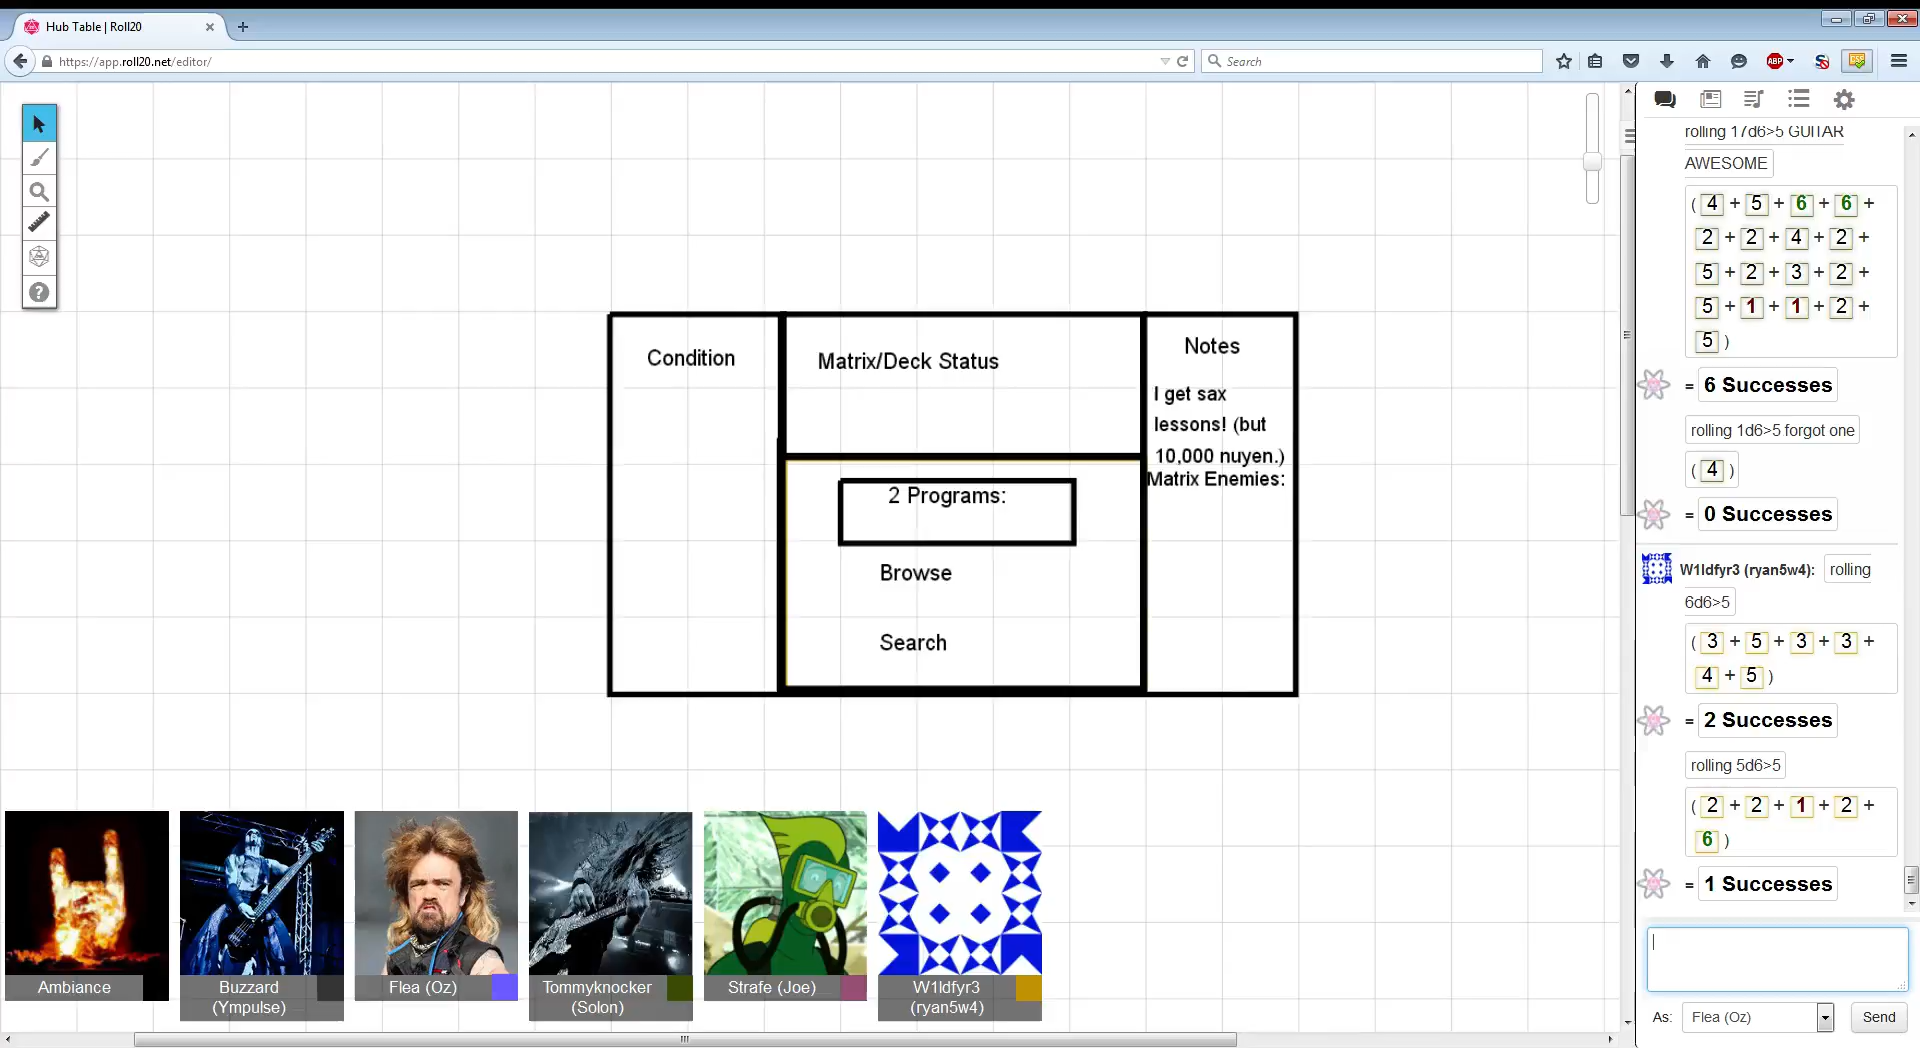 Hub Table | Roll20
https://app.roll20.net/editor/
Search
ABP
Condition
Matrix/Deck Status
Notes
I get sax
lessons! (but
10,000 nuyen.)
Matrix Enemies:
2 Programs:
Browse
Search
Ambiance
Buzzard
(Ympulse)
Flea (Oz)
Tommyknocker
(Solon)
Strafe (Joe)
W1ldfyr3
(ryan5w4)
rolling 17d6>5 GUITAR
AWESOME
( 4 + 5 + 6 + 6 +
2 + 2 + 4 + 2 +
5 + 2 + 3 + 2 +
5 + 1 + 1 + 2 +
5 )
= 6 Successes
rolling 1d6>5 forgot one
( 4 )
= 0 Successes
W1ldfyr3 (ryan5w4): rolling
6d6>5
( 3 + 5 + 3 + 3 +
4 + 5 )
= 2 Successes
rolling 5d6>5
( 2 + 2 + 1 + 2 +
6 )
= 1 Successes
As: Flea (Oz) Send